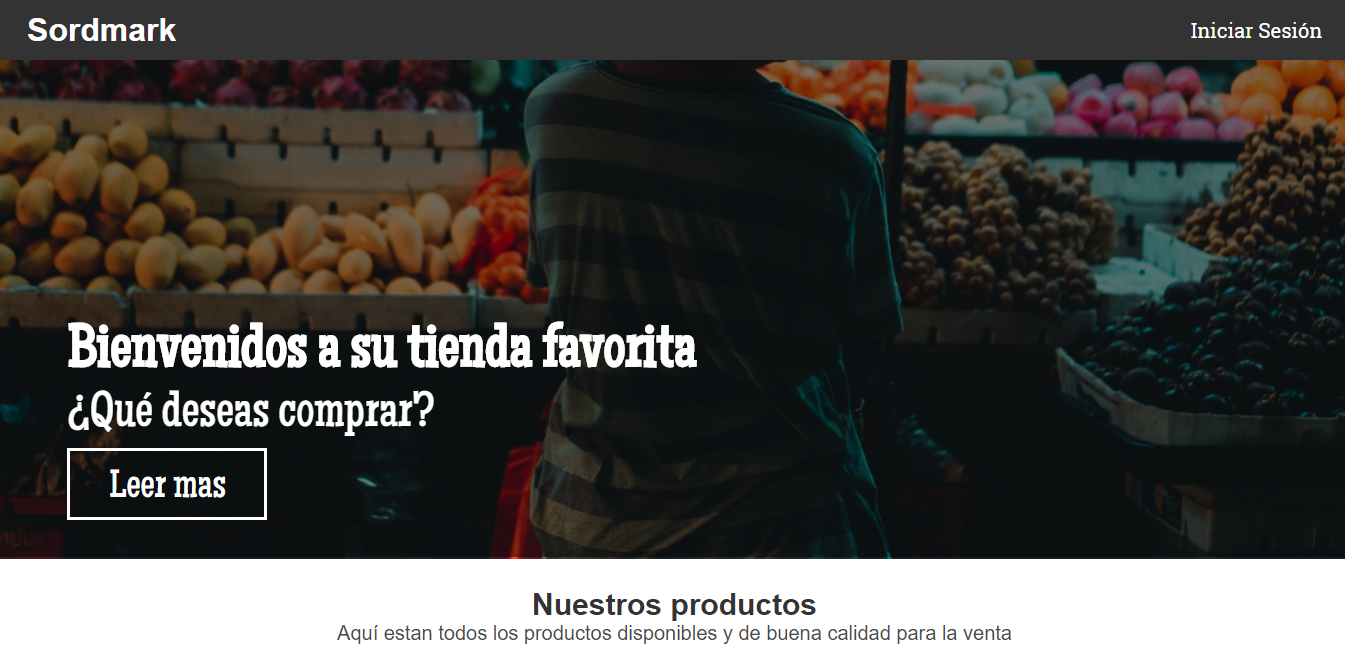 Sordmark
Iniciar Sesión
Bienvenidos a su tienda favorita
¿Qué deseas comprar?
Leer mas
Nuestros productos
Aquí estan todos los productos disponibles y de buena calidad para la venta